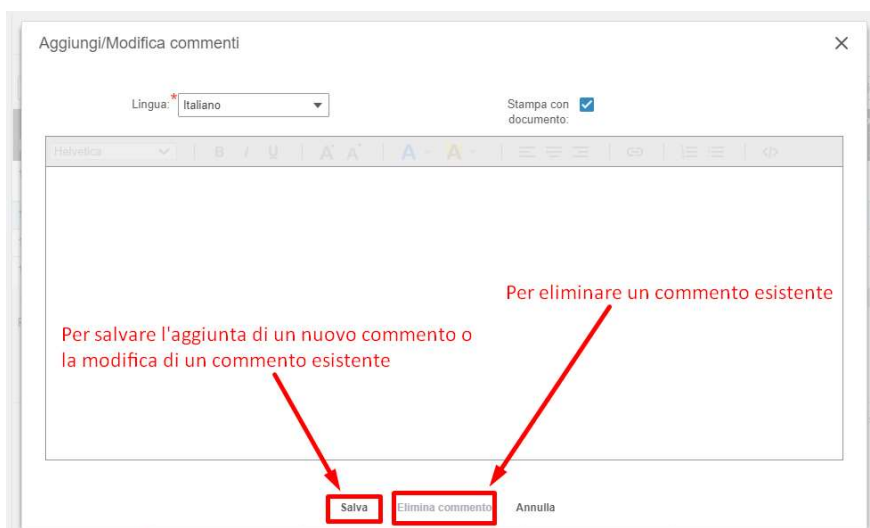 Aggiungi/Modifica commenti
Lingua:* Italiano
Stampa con
documento:
Helvetica B I U A A A A
Per eliminare un commento esistente
Per salvare l'aggiunta di un nuovo commento o
la modifica di un commento esistente
Salva Elimina commento Annulla